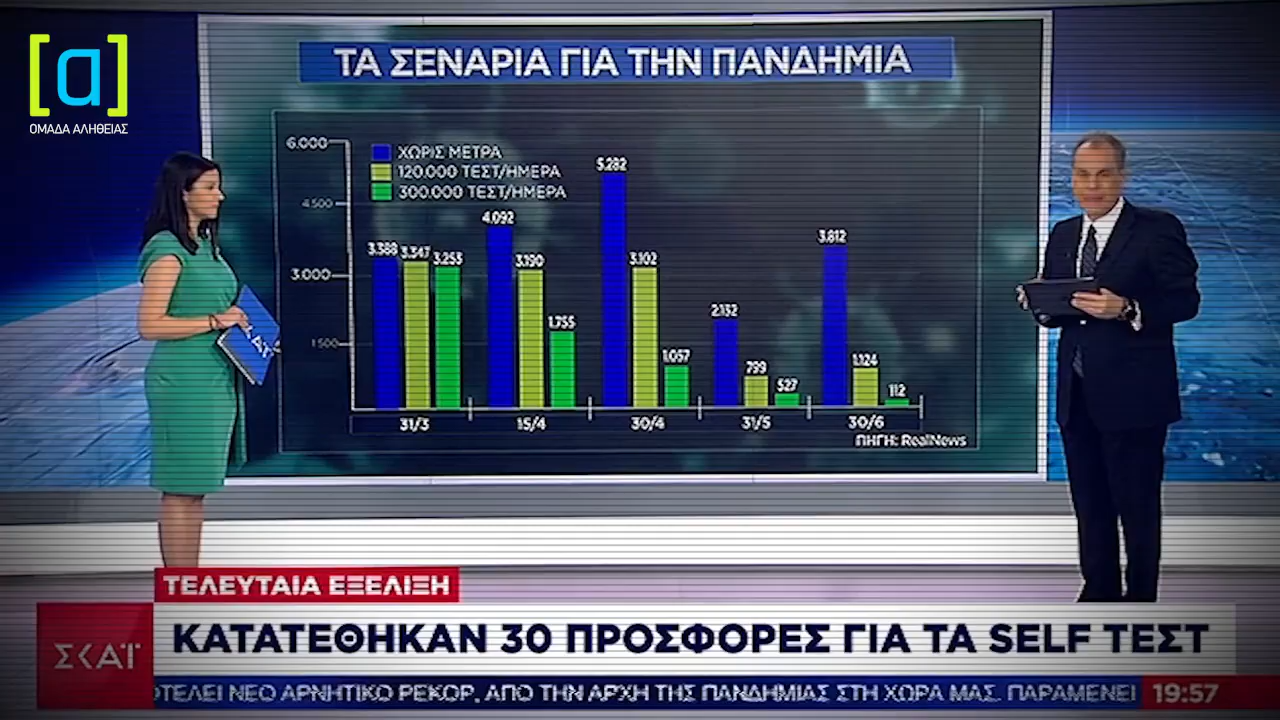 [α]
ΟΜΑΔΑ ΑΛΗΘΕΙΑΣ
ΤΑ ΣΕΝΑΡΙΑ ΓΙΑ ΤΗΝ ΠΑΝΔΗΜΙΑ
6.000
4.500
3.000
1.500
ΧΩΡΙΣ ΜΕΤΡΑ
120.000 ΤΕΣΤ/ΗΜΕΡΑ
300.000 ΤΕΣΤ/ΗΜΕΡΑ
3.388 3.347 3.253
4.092 3.190 1.755
5.282 3.102 1.057
2.132 799 527
3.812 1.124 112
31/3 15/4 30/4 31/5 30/6
ΠΗΓΗ: RealNews
ΣΚΑΪ
ΤΕΛΕΥΤΑΙΑ ΕΞΕΛΙΞΗ
ΚΑΤΑΤΕΘΗΚΑΝ 30 ΠΡΟΣΦΟΡΕΣ ΓΙΑ ΤΑ SELF ΤΕΣΤ
ΟΤΕΛΕΙ ΝΕΟ ΑΡΝΗΤΙΚΟ ΡΕΚΟΡ, ΑΠΟ ΤΗΝ ΑΡΧΗ ΤΗΣ ΠΑΝΔΗΜΙΑΣ ΣΤΗ ΧΩΡΑ ΜΑΣ. ΠΑΡΑΜΕΝΕΙ 19:57